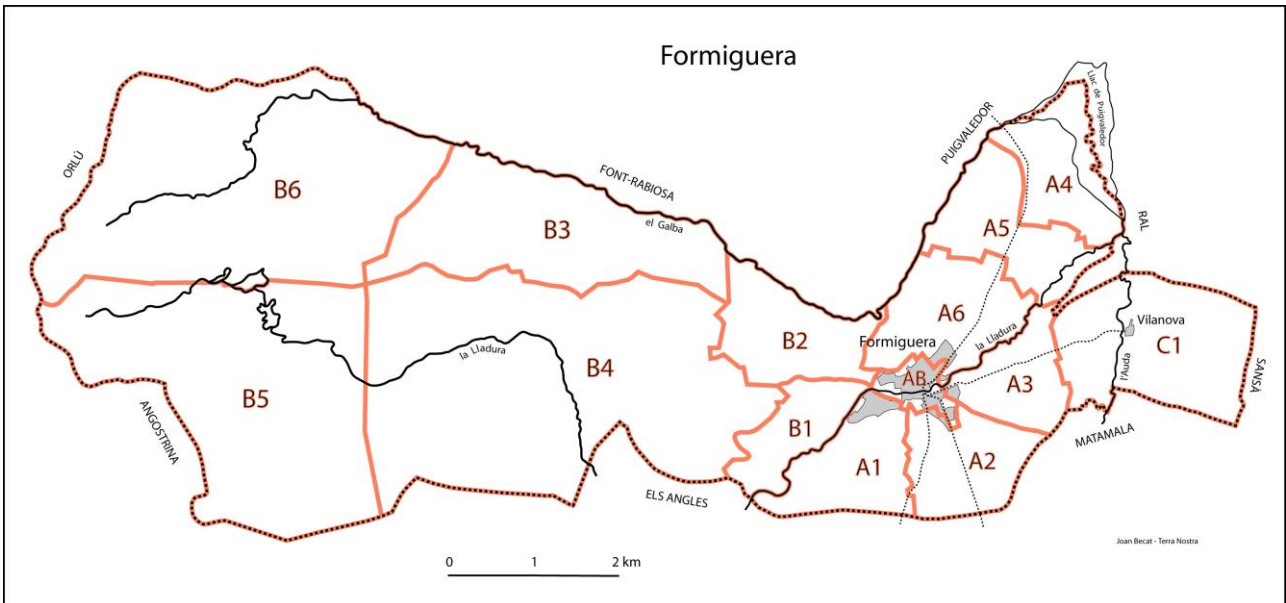 Formiguera
Llac de Puigvaledor
PUIGVALEDOR
ORLÚ
FONT-RABIOSA
B6
A4
el Galba
RAL
B3
A5
A6
Vilanova
B2
la Lladura
Formiguera
C1
la Lladura
l'Auda
B4
AB
A3
SANSÀ
B5
ANGOSTRINA
B1
MATAMALA
A1
A2
ELS ANGLES
Joan Becat - Terra Nostra
0 1 2 km